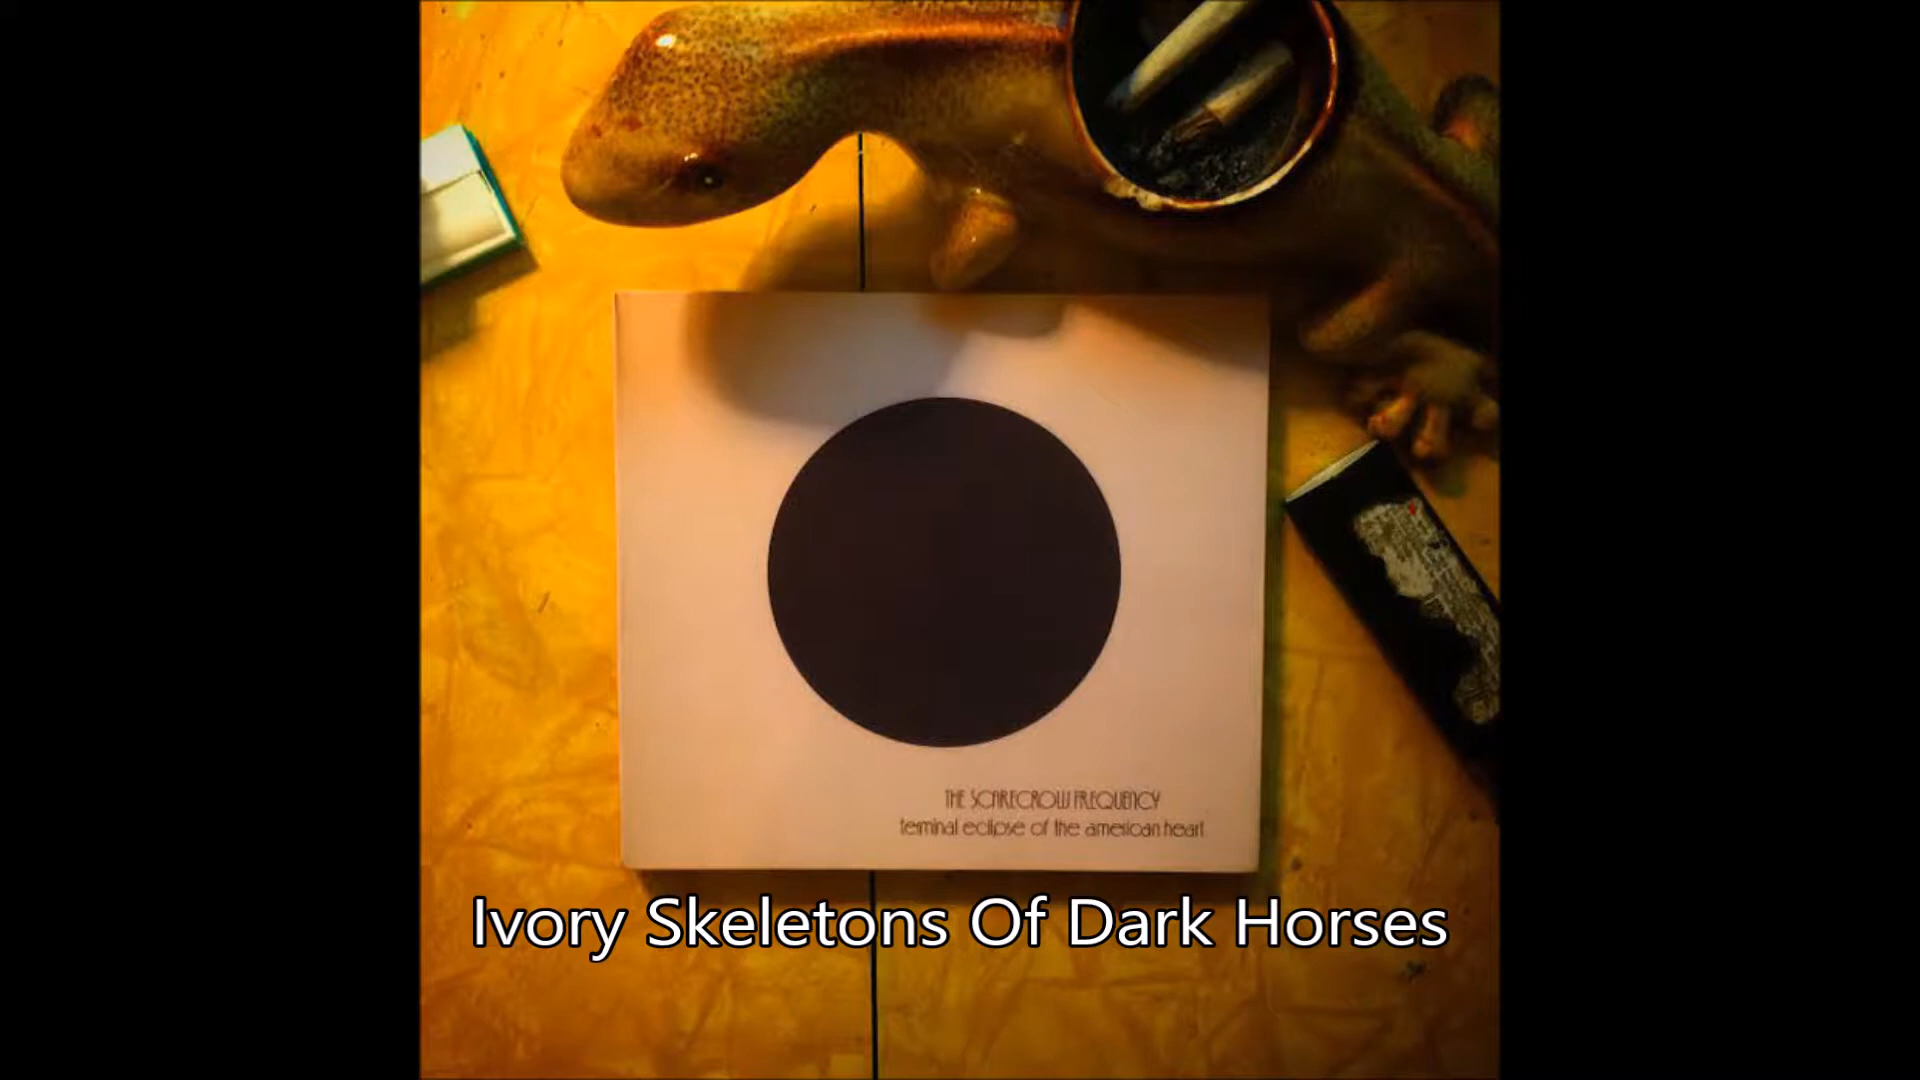 THE SCARECROW FREQUENCY
terminal eclipse of the american heart
Ivory Skeletons Of Dark Horses